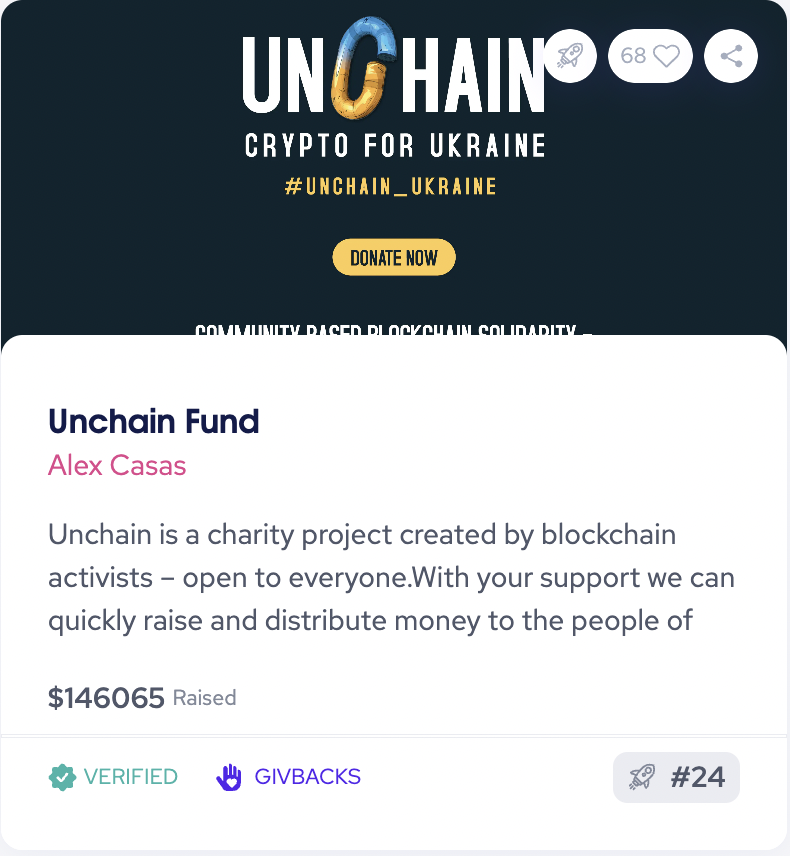 UNCHAIN
68
CRYPTO FOR UKRAINE
#UNCHAIN_UKRAINE
DONATE NOW
COMMUNITY BASED BLOCKCHAIN SOLIDARITY –
Unchain Fund
Alex Casas
Unchain is a charity project created by blockchain
activists – open to everyone.With your support we can
quickly raise and distribute money to the people of
$146065 Raised
VERIFIED GIVBACKS #24